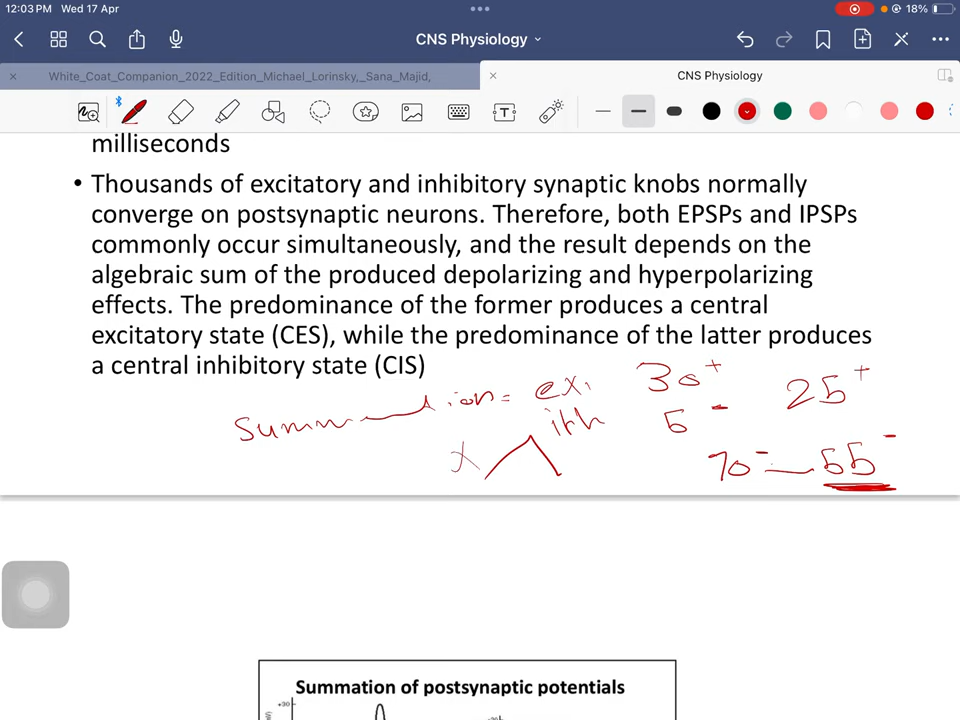 12:03 PM Wed 17 Apr
18%
CNS Physiology
White_Coat_Companion_2022_Edition_Michael_Lorinsky,_Sana_Majid,
CNS Physiology
milliseconds
• Thousands of excitatory and inhibitory synaptic knobs normally
converge on postsynaptic neurons. Therefore, both EPSPs and IPSPs
commonly occur simultaneously, and the result depends on the
algebraic sum of the produced depolarizing and hyperpolarizing
effects. The predominance of the former produces a central
excitatory state (CES), while the predominance of the latter produces
a central inhibitory state (CIS)
30+ 25+
summation = ex,
5-
70- 55-
Summation of postsynaptic potentials
+30